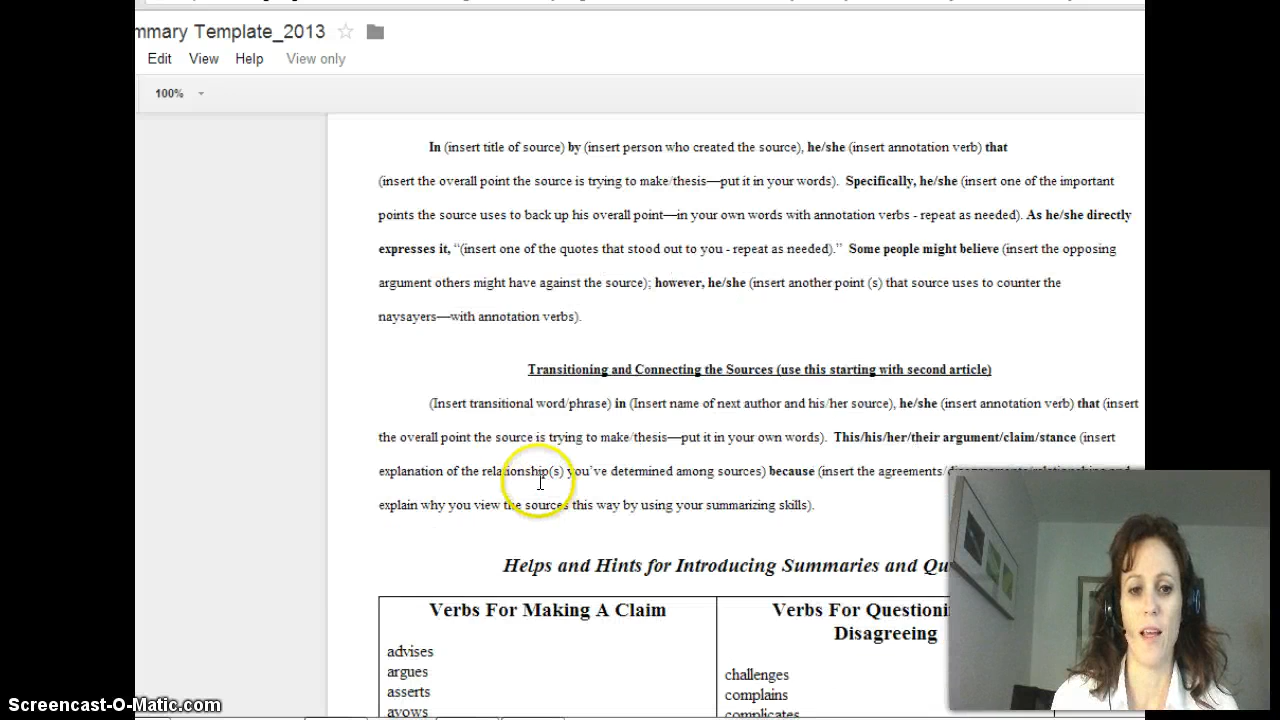 mmary Template_2013
Edit View Help View only
100%
In (insert title of source) by (insert person who created the source), he/she (insert annotation verb) that
(insert the overall point the source is trying to make/thesis—put it in your words). Specifically, he/she (insert one of the important
points the source uses to back up his overall point—in your own words with annotation verbs - repeat as needed). As he/she directly
expresses it, “(insert one of the quotes that stood out to you - repeat as needed).” Some people might believe (insert the opposing
argument others might have against the source); however, he/she (insert another point (s) that source uses to counter the
naysayers—with annotation verbs).
Transitioning and Connecting the Sources (use this starting with second article)
(Insert transitional word/phrase) in (Insert name of next author and his/her source), he/she (insert annotation verb) that (insert
the overall point the source is trying to make/thesis—put it in your own words). This/his/her/their argument/claim/stance (insert
explanation of the relationship(s) you’ve determined among sources) because (insert the agreements/disagreements/relationships and
explain why you view the sources this way by using your summarizing skills).
Helps and Hints for Introducing Summaries and Qu
Verbs For Making A Claim
Verbs For Questioni
Disagreeing
advises
argues
asserts
avows
challenges
complains
complicates
Screencast-O-Matic.com